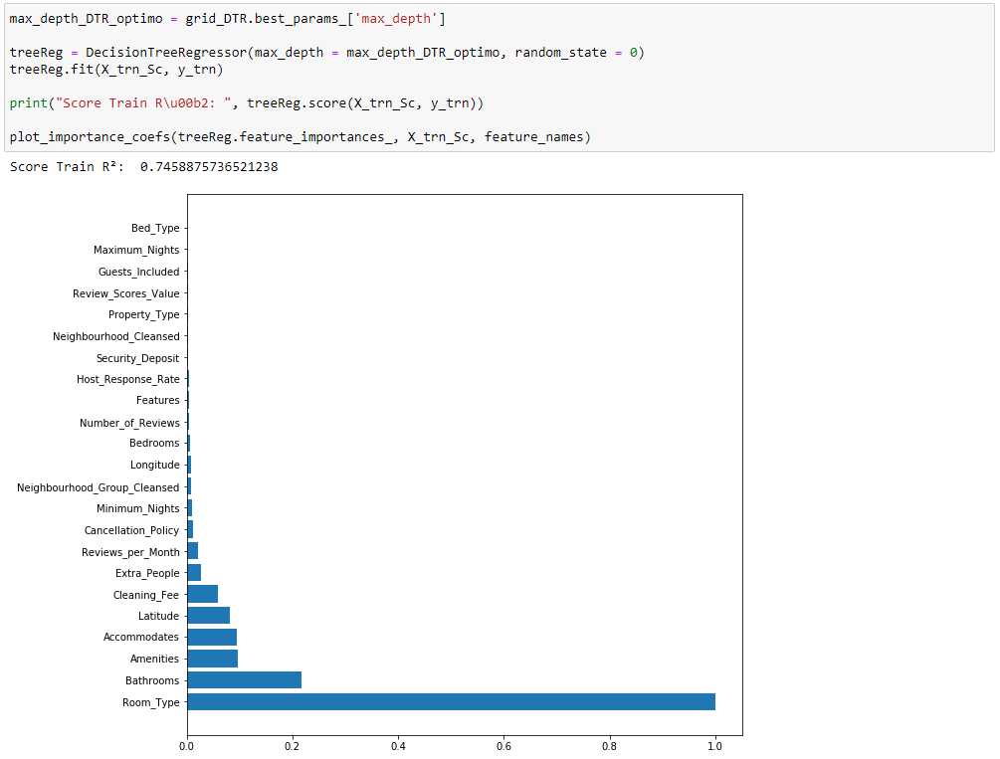 max_depth_DTR_optimo = grid_DTR.best_params_['max_depth']
treeReg = DecisionTreeRegressor(max_depth = max_depth_DTR_optimo, random_state = 0)
treeReg.fit(X_trn_Sc, y_trn)
print("Score Train R\u00b2: ", treeReg.score(X_trn_Sc, y_trn))
plot_importance_coefs(treeReg.feature_importances_, X_trn_Sc, feature_names)
Score Train R²:  0.7458875736521238
Bed_Type
Maximum_Nights
Guests_Included
Review_Scores_Value
Property_Type
Neighbourhood_Cleansed
Security_Deposit
Host_Response_Rate
Features
Number_of_Reviews
Bedrooms
Longitude
Neighbourhood_Group_Cleansed
Minimum_Nights
Cancellation_Policy
Reviews_per_Month
Extra_People
Cleaning_Fee
Latitude
Accommodates
Amenities
Bathrooms
Room_Type
0.0 0.2 0.4 0.6 0.8 1.0